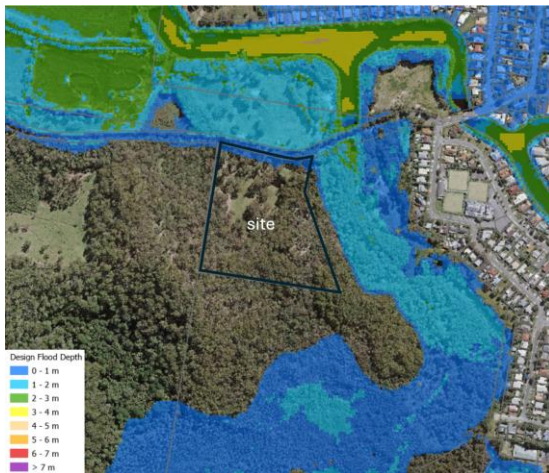 site
Design Flood Depth
0 - 1 m
1 - 2 m
2 - 3 m
3 - 4 m
4 - 5 m
5 - 6 m
6 - 7 m
> 7 m